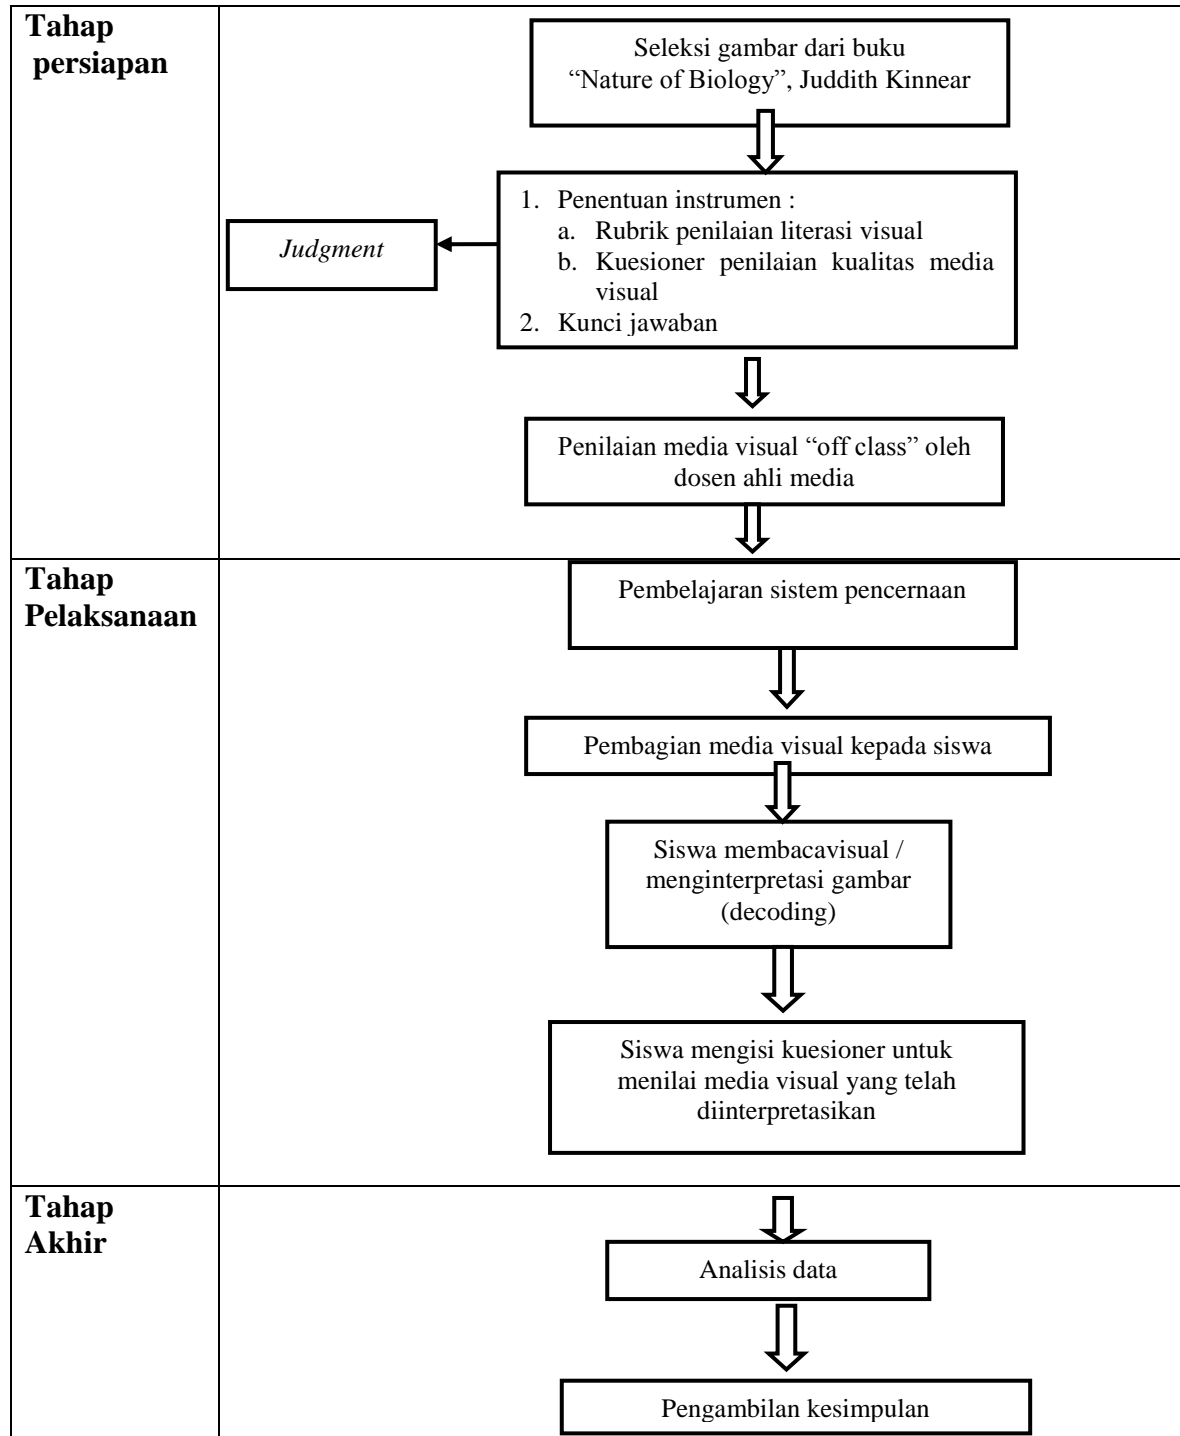 Tahap
persiapan
Seleksi gambar dari buku
“Nature of Biology”, Juddith Kinnear
1. Penentuan instrumen :
a. Rubrik penilaian literasi visual
b. Kuesioner penilaian kualitas media
visual
2. Kunci jawaban
Judgment
Penilaian media visual “off class” oleh
dosen ahli media
Tahap
Pelaksanaan
Pembelajaran sistem pencernaan
Pembagian media visual kepada siswa
Siswa membacavisual /
menginterpretasi gambar
(decoding)
Siswa mengisi kuesioner untuk
menilai media visual yang telah
diinterpretasikan
Tahap
Akhir
Analisis data
Pengambilan kesimpulan